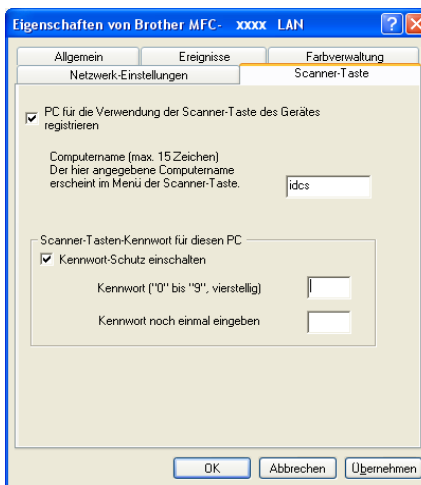 Eigenschaften von Brother MFC- xxxx LAN
Allgemein Ereignisse Farbverwaltung
Netzwerk-Einstellungen Scanner-Taste
PC für die Verwendung der Scanner-Taste des Gerätes
registrieren
Computername (max. 15 Zeichen)
Der hier angegebene Computername
erscheint im Menü der Scanner-Taste.
idcs
Scanner-Tasten-Kennwort für diesen PC
Kennwort-Schutz einschalten
Kennwort ("0" bis "9", vierstellig)
Kennwort noch einmal eingeben
OK Abbrechen Übernehmen